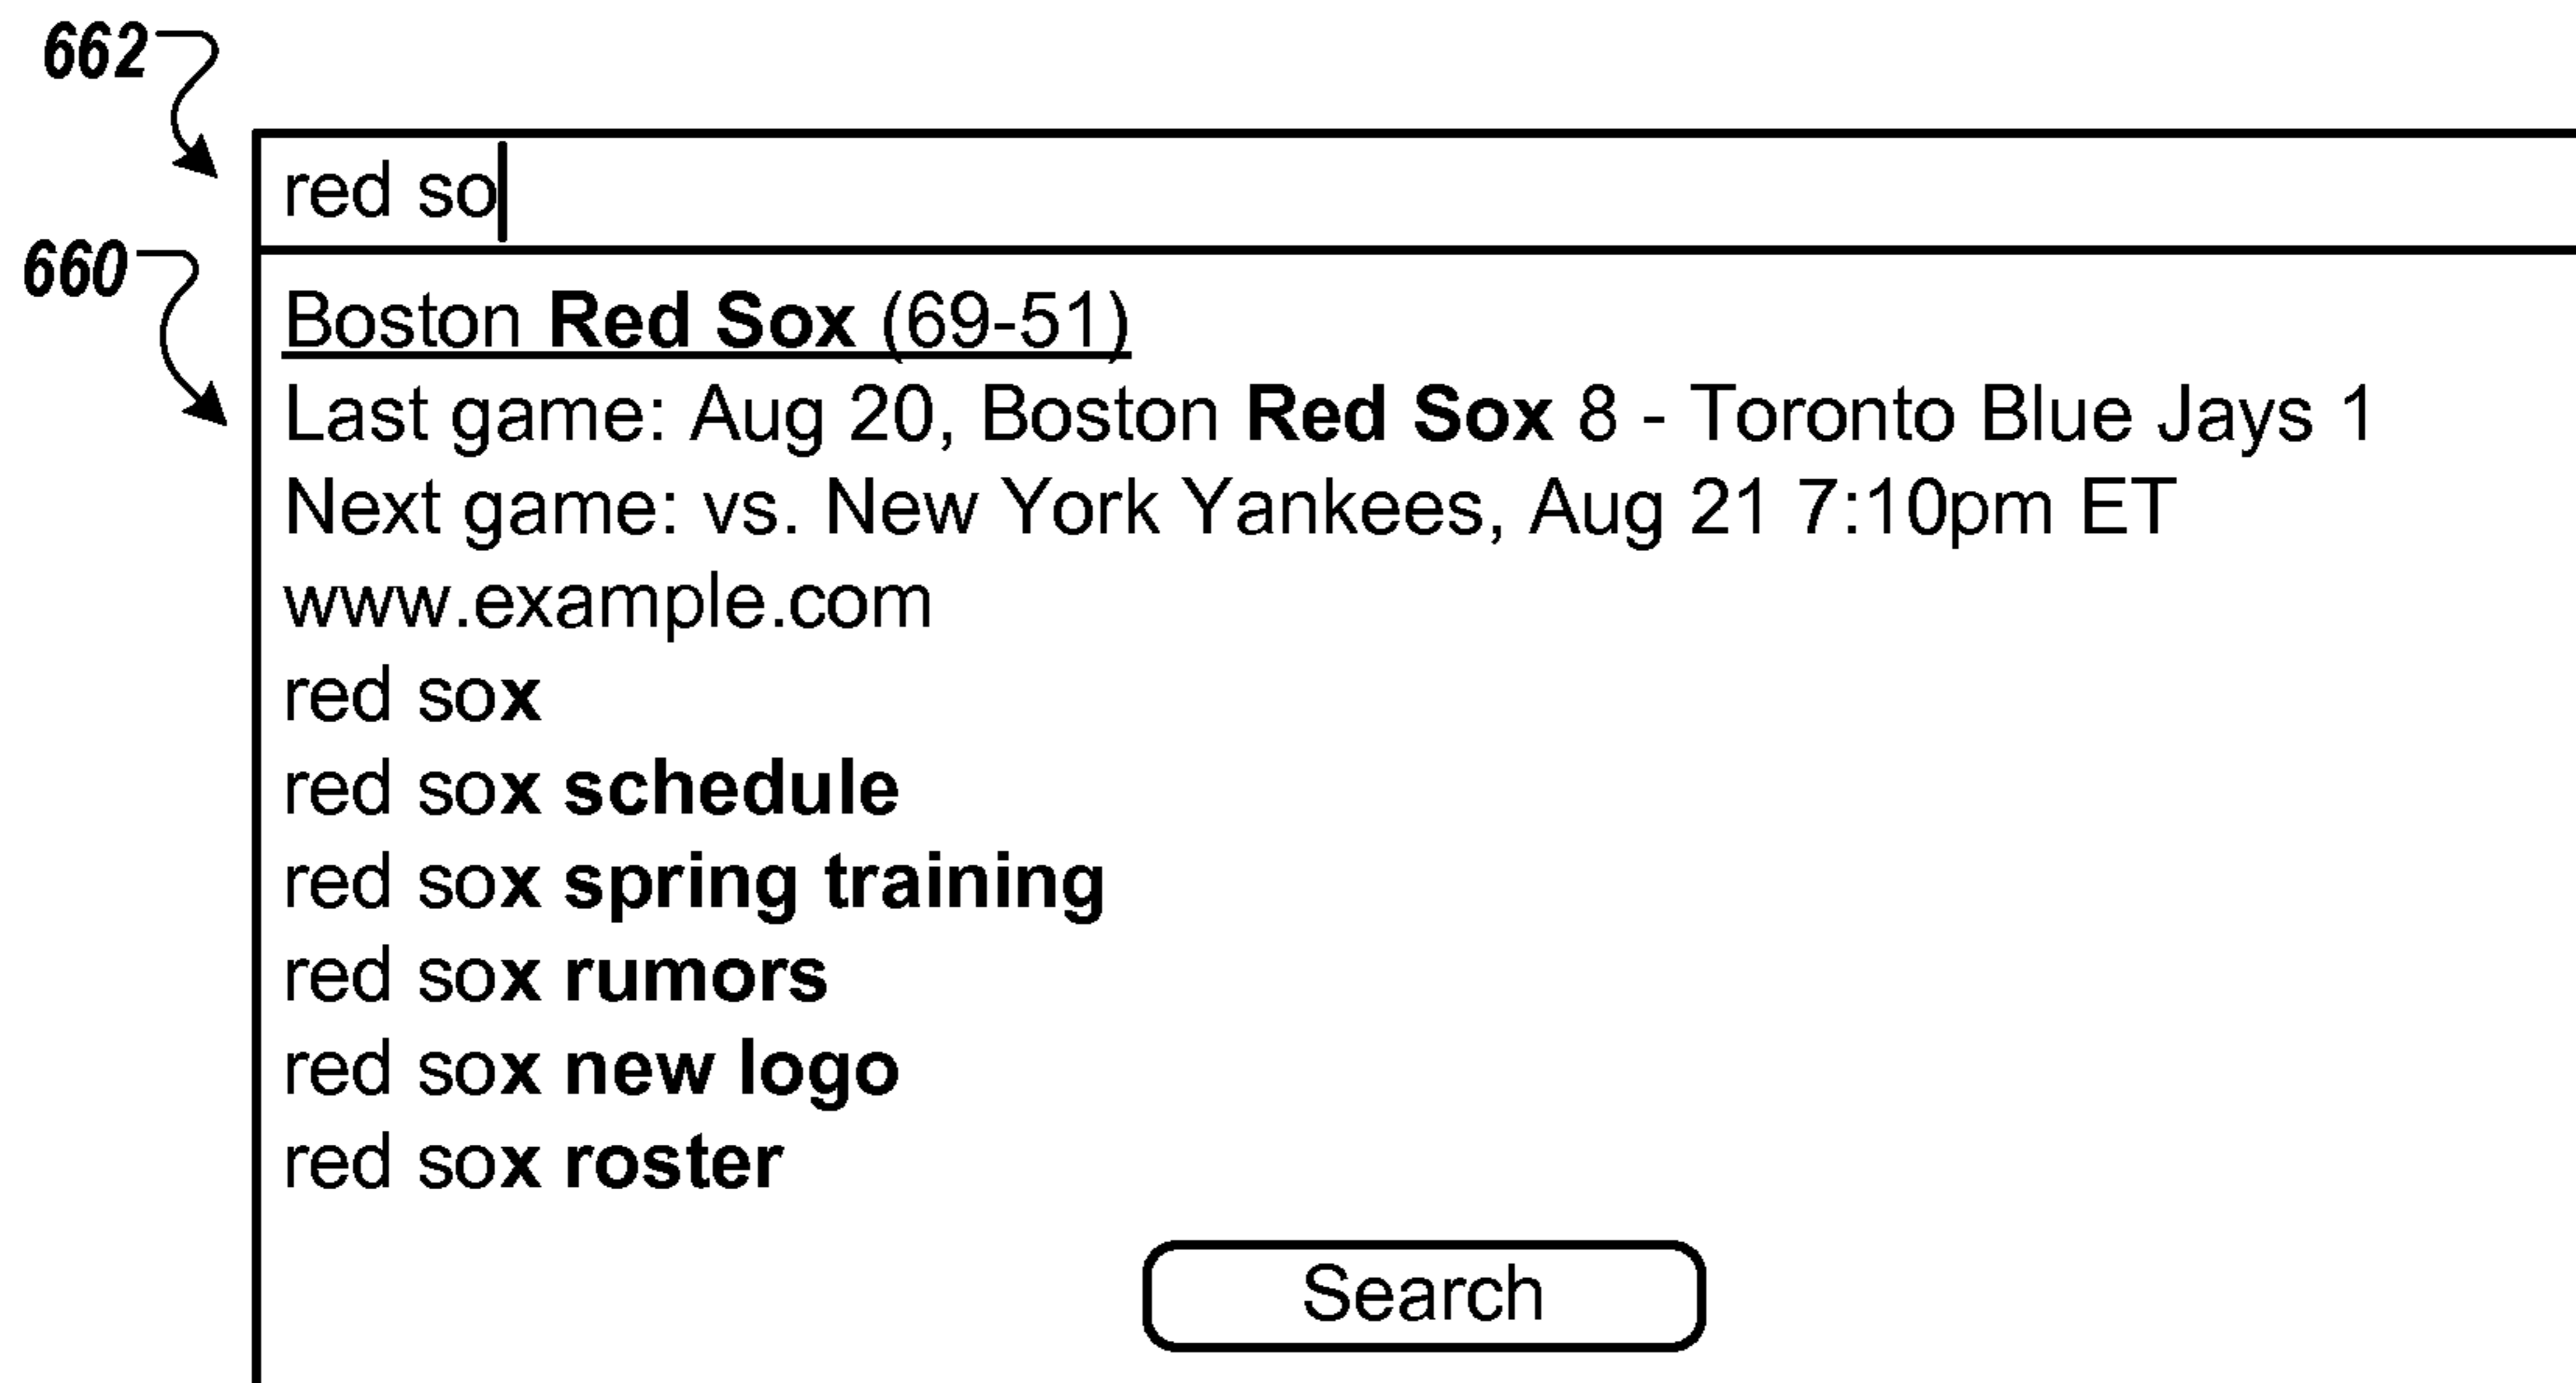 662
red so
660
Boston Red Sox (69-51)
Last game: Aug 20, Boston Red Sox 8 - Toronto Blue Jays 1
Next game: vs. New York Yankees, Aug 21 7:10pm ET
www.example.com
red sox
red sox schedule
red sox spring training
red sox rumors
red sox new logo
red sox roster
Search